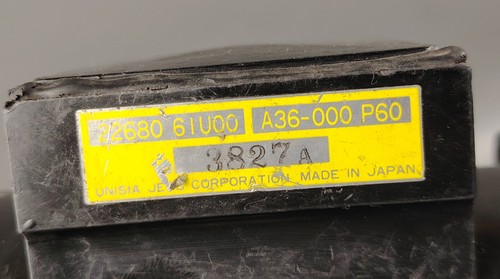 22680 61U00 A36-000 P60
3827A
UNISIA JECS CORPORATION MADE IN JAPAN